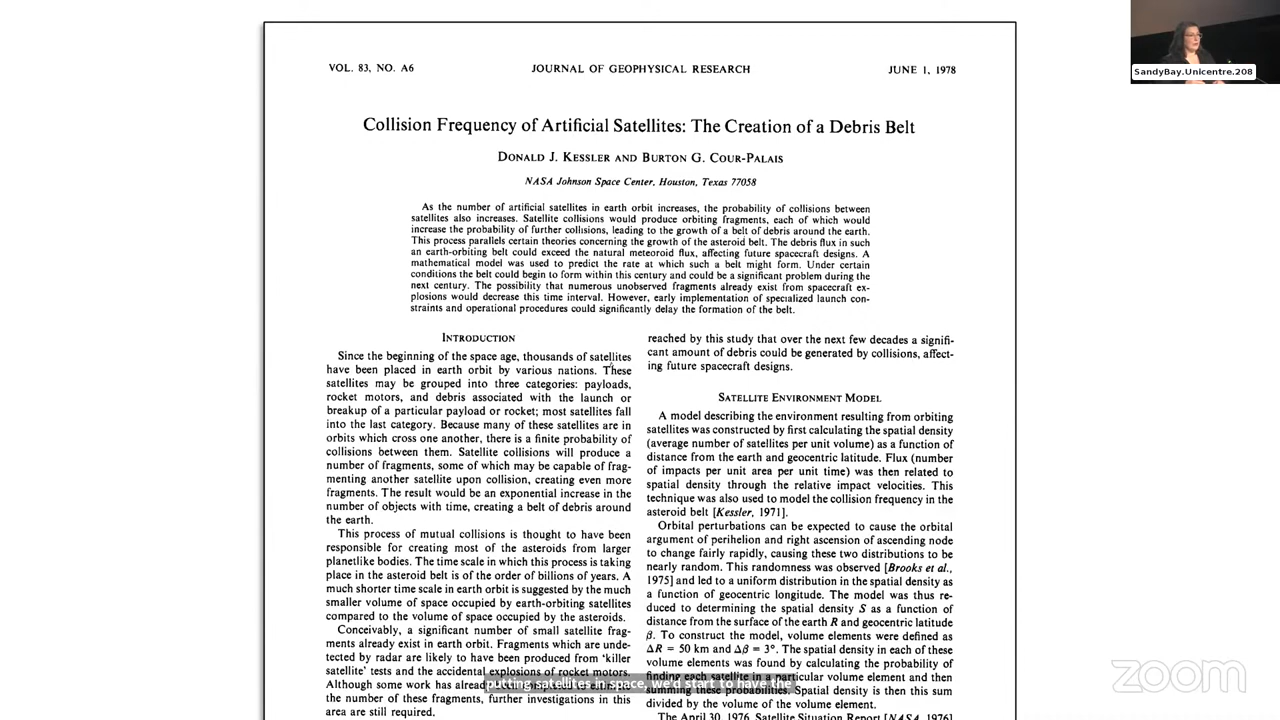 VOL. 83, NO. A6 JOURNAL OF GEOPHYSICAL RESEARCH JUNE 1, 1978
Collision Frequency of Artificial Satellites: The Creation of a Debris Belt
DONALD J. KESSLER AND BURTON G. COUR-PALAIS
NASA Johnson Space Center, Houston, Texas 77058
As the number of artificial satellites in earth orbit increases, the probability of collisions between
satellites also increases. Satellite collisions would produce orbiting fragments, each of which would
increase the probability of further collisions, leading to the growth of a belt of debris around the earth.
This process parallels certain theories concerning the growth of the asteroid belt. The debris flux in such
an earth-orbiting belt could exceed the natural meteoroid flux, affecting future spacecraft designs. A
mathematical model was used to predict the rate at which such a belt might form. Under certain
conditions the belt could begin to form within this century and could be a significant problem during the
next century. The possibility that numerous unobserved fragments already exist from spacecraft ex-
plosions would decrease this time interval. However, early implementation of specialized launch con-
straints and operational procedures could significantly delay the formation of the belt.
INTRODUCTION
Since the beginning of the space age, thousands of satellites
have been placed in earth orbit by various nations. These
satellites may be grouped into three categories: payloads,
rocket motors, and debris associated with the launch or
breakup of a particular payload or rocket; most satellites fall
into the last category. Because many of these satellites are in
orbits which cross one another, there is a finite probability of
collisions between them. Satellite collisions will produce a
number of fragments, some of which may be capable of frag-
menting another satellite upon collision, creating even more
fragments. The result would be an exponential increase in the
number of objects with time, creating a belt of debris around
the earth.
This process of mutual collisions is thought to have been
responsible for creating most of the asteroids from larger
planetlike bodies. The time scale in which this process is taking
place in the asteroid belt is of the order of billions of years. A
much shorter time scale in earth orbit is suggested by the much
smaller volume of space occupied by earth-orbiting satellites
compared to the volume of space occupied by the asteroids.
Conceivably, a significant number of small satellite frag-
ments already exist in earth orbit. Fragments which are unde-
tected by radar are likely to have been produced from 'killer
satellite' tests and the accidental explosions of rocket motors.
Although some work has
the number of these fragments, further investigations in this
area are still required.
reached by this study that over the next few decades a signifi-
cant amount of debris could be generated by collisions, affect-
ing future spacecraft designs.
SATELLITE ENVIRONMENT MODEL
A model describing the environment resulting from orbiting
satellites was constructed by first calculating the spatial density
(average number of satellites per unit volume) as a function of
distance from the earth and geocentric latitude. Flux (number
of impacts per unit area per unit time) was then related to
spatial density through the relative impact velocities. This
technique was also used to model the collision frequency in the
asteroid belt [Kessler, 1971].
Orbital perturbations can be expected to cause the orbital
argument of perihelion and right ascension of ascending node
to change fairly rapidly, causing these two distributions to be
nearly random. This randomness was observed [Brooks et al.,
1975] and led to a uniform distribution in the spatial density as
a function of geocentric longitude. The model was thus re-
duced to determining the spatial density S as a function of
distance from the surface of the earth R and geocentric latitude
β. To construct the model, volume elements were defined as
ΔR = 50 km and Δβ = 3°. The spatial density in each of these
volume elements was found by calculating the probability of
finding each satellite in a particular volume element and then
summing these probabilities. Spatial density is then this sum
divided by the volume of the volume element.
The April 30, 1976, Satellite Situation Report [NASA, 1976]
putting satellites in space, we'd start to have the
SandyBay.Unicentre.208
zoom